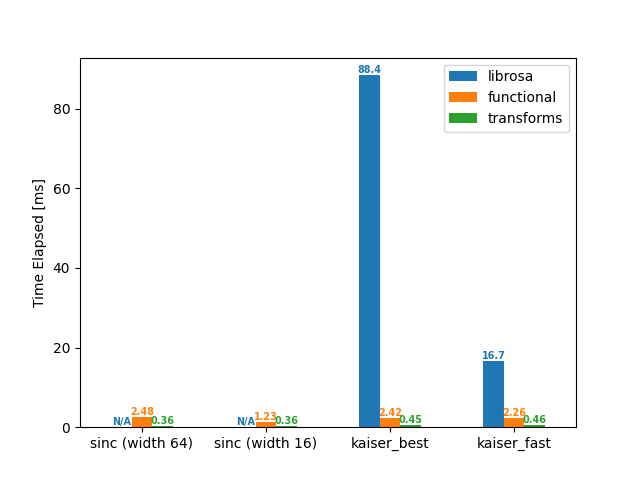 88.4
librosa
functional
transforms
80
60
40
20
0
Time Elapsed [ms]
16.7
N/A 2.48 0.36
N/A 1.23 0.36
2.42 0.45
2.26 0.46
sinc (width 64) sinc (width 16) kaiser_best kaiser_fast